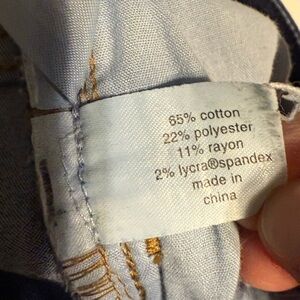 65% cotton
22% polyester
11% rayon
2% lycra®spandex
made in
china